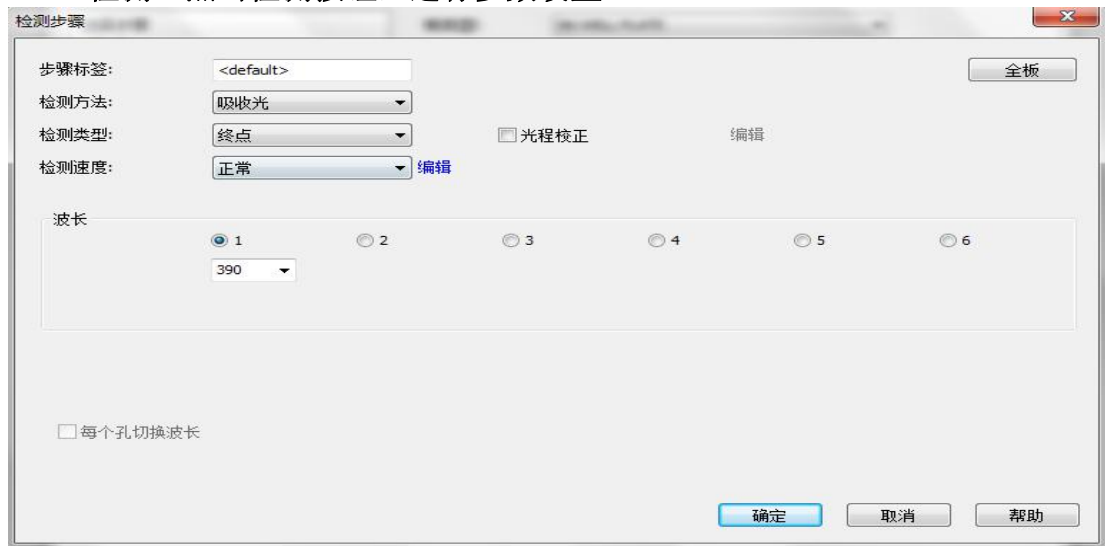 检测步骤
步骤标签: <default> 全板
检测方法: 吸收光
检测类型: 终点 光程校正 编辑
检测速度: 正常 编辑
波长
1 2 3 4 5 6
390
每个孔切换波长
确定 取消 帮助